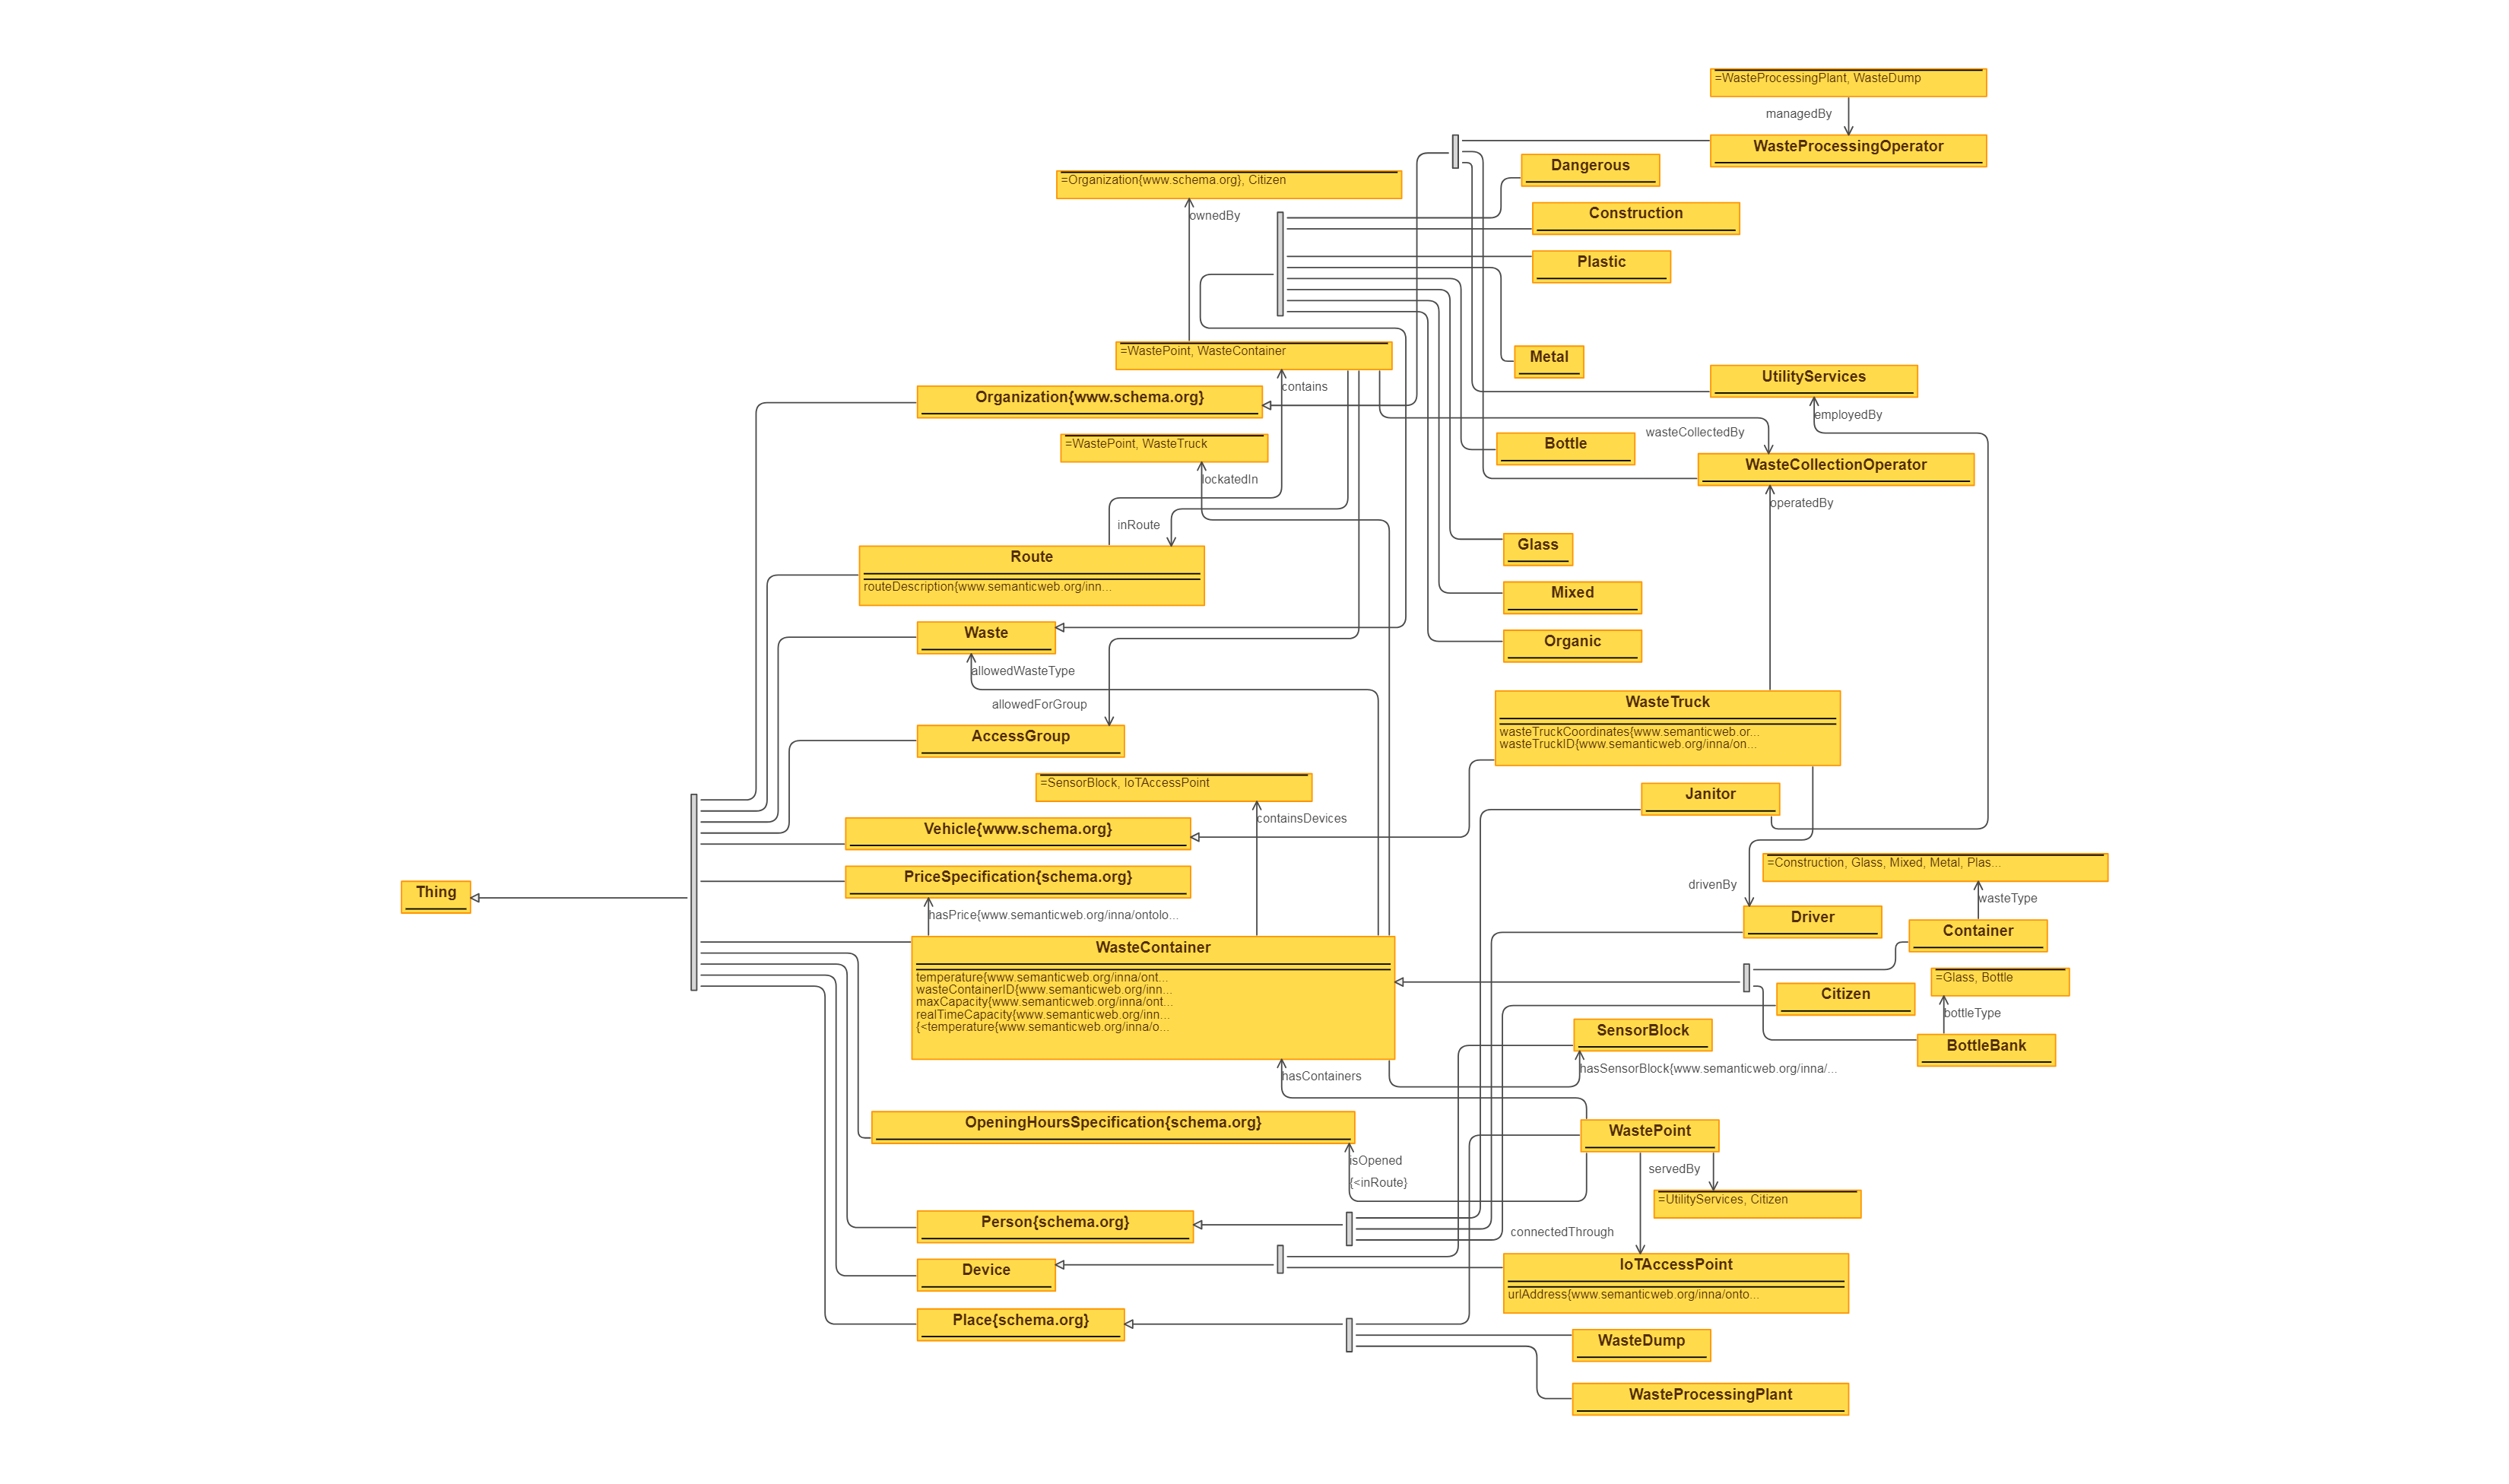 =WasteProcessingPlant, WasteDump
managedBy
WasteProcessingOperator
Dangerous
=Organization{www.schema.org}, Citizen
ownedBy
Construction
Plastic
=WastePoint, WasteContainer
Metal
UtilityServices
contains
Organization{www.schema.org}
employedBy
wasteCollectedBy
=WastePoint, WasteTruck
Bottle
WasteCollectionOperator
lockatedIn
operatedBy
inRoute
Glass
Route
routeDescription{www.semanticweb.org/inn...
Mixed
Waste
Organic
allowedWasteType
allowedForGroup
WasteTruck
wasteTruckCoordinates{www.semanticweb.or...
wasteTruckID{www.semanticweb.org/inna/on...
AccessGroup
=SensorBlock, IoTAccessPoint
Janitor
containsDevices
Vehicle{www.schema.org}
=Construction, Glass, Mixed, Metal, Plas...
PriceSpecification{schema.org}
drivenBy
Thing
wasteType
hasPrice{www.semanticweb.org/inna/ontolo...
Driver
Container
WasteContainer
temperature{www.semanticweb.org/inna/ont...
wasteContainerID{www.semanticweb.org/inn...
maxCapacity{www.semanticweb.org/inna/ont...
realTimeCapacity{www.semanticweb.org/inn...
{<temperature{www.semanticweb.org/inna/o...
=Glass, Bottle
Citizen
bottleType
SensorBlock
BottleBank
hasContainers
hasSensorBlock{www.semanticweb.org/inna/...
OpeningHoursSpecification{schema.org}
WastePoint
isOpened
{<inRoute}
servedBy
=UtilityServices, Citizen
Person{schema.org}
connectedThrough
Device
IoTAccessPoint
urlAddress{www.semanticweb.org/inna/onto...
Place{schema.org}
WasteDump
WasteProcessingPlant